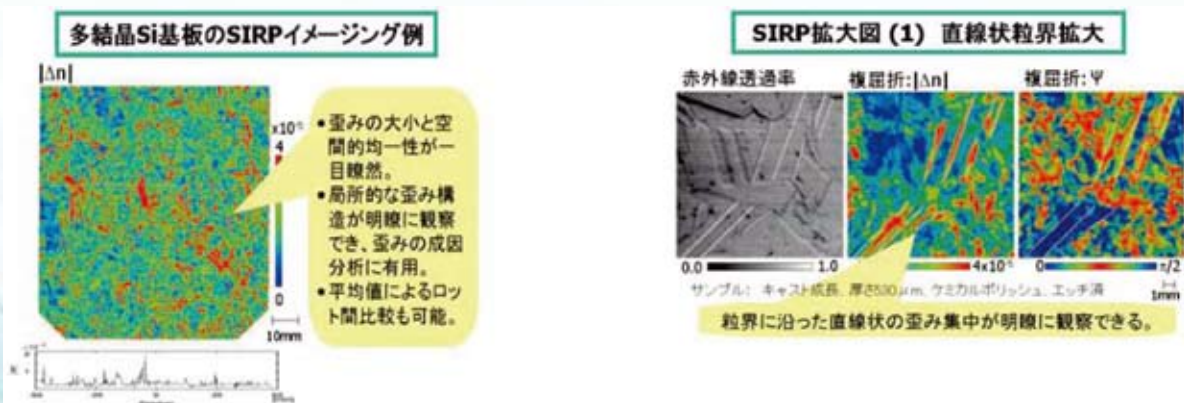 多結晶Si基板のSIRPイメージング例
|Δn|
4
0
10mm
•歪みの大小と空
間的均一性が一
目瞭然。
•局所的な歪み構
造が明瞭に観察
でき、歪みの成因
分析に有用。
•平均値によるロッ
ト間比較も可能。
SIRP拡大図 (1) 直線状粒界拡大
赤外線透過率
複屈折:|Δn|
複屈折:Ψ
0.0
1.0
0
π/2
1mm
サンプル: キャスト成長、厚さ530μm、ケミカルポリッシュ、エッチ済
粒界に沿った直線状の歪み集中が明瞭に観察できる。